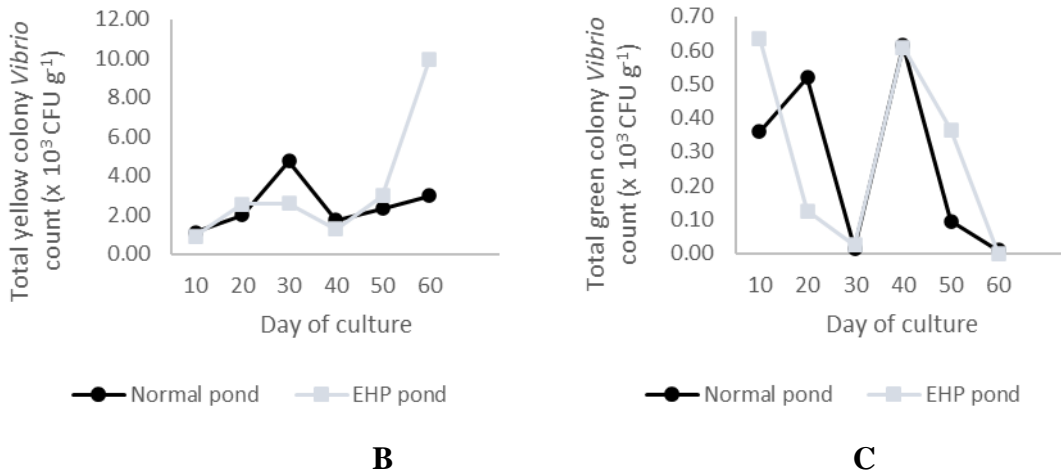 Total yellow colony Vibrio
count (x 10³ CFU g⁻¹)
12.00
10.00
8.00
6.00
4.00
2.00
0.00
10 20 30 40 50 60
Day of culture
Normal pond EHP pond
B
Total green colony Vibrio
count (x 10³ CFU g⁻¹)
0.70
0.60
0.50
0.40
0.30
0.20
0.10
0.00
10 20 30 40 50 60
Day of culture
Normal pond EHP pond
C